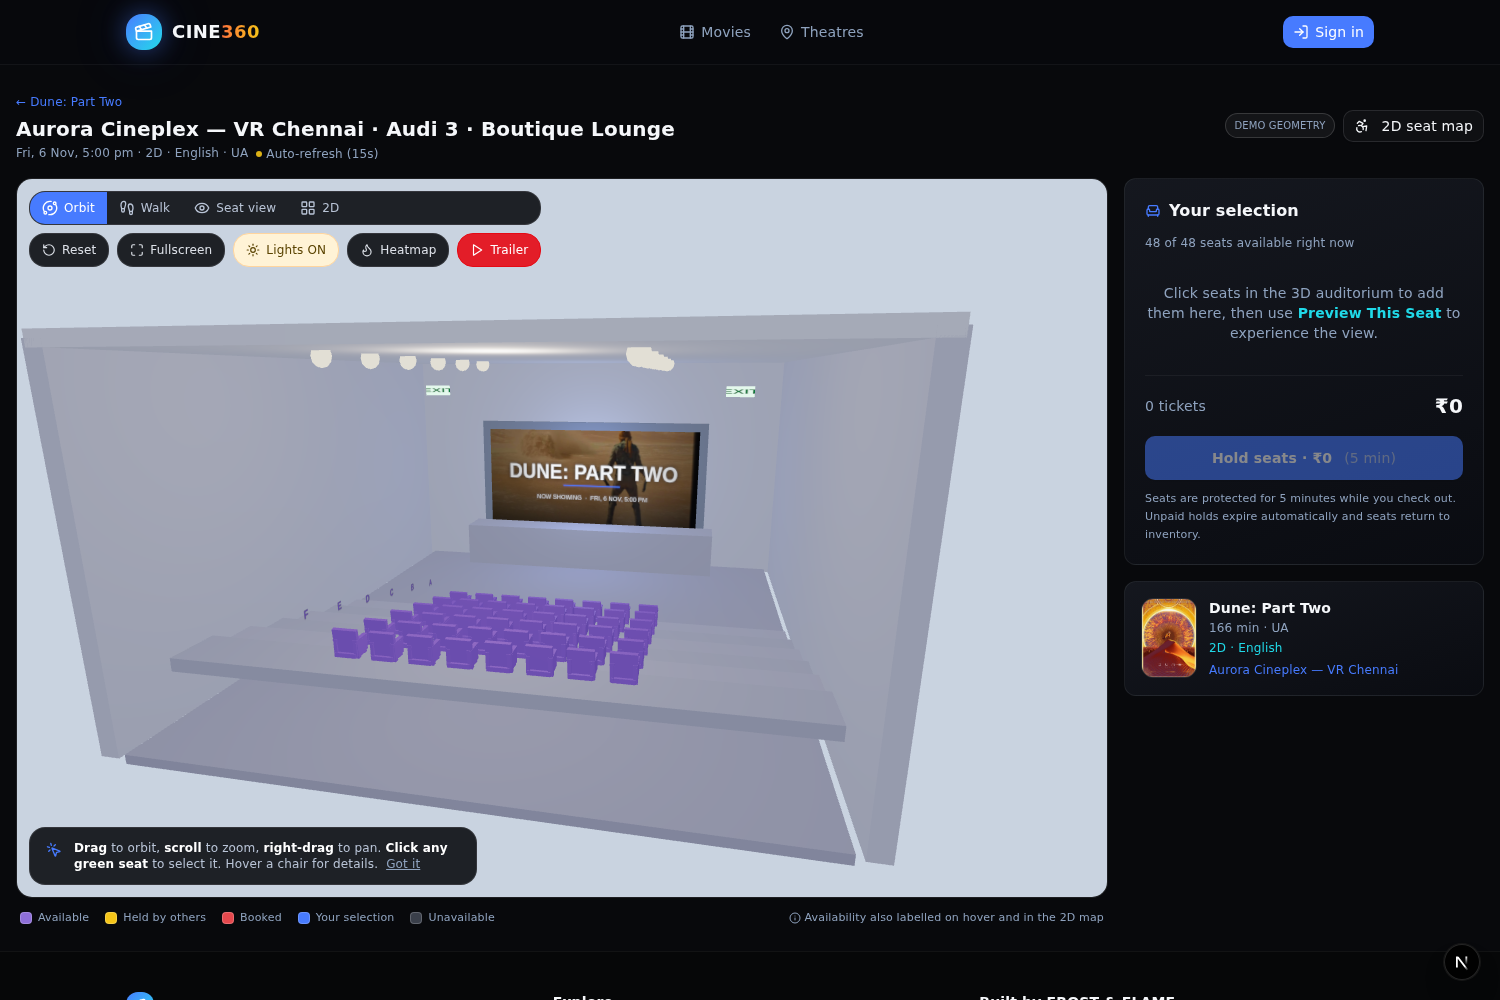 CINE360
Movies
Theatres
Sign in
← Dune: Part Two
Aurora Cineplex — VR Chennai · Audi 3 · Boutique Lounge
Fri, 6 Nov, 5:00 pm · 2D · English · UA
Auto-refresh (15s)
DEMO GEOMETRY
2D seat map
Orbit
Walk
Seat view
2D
Reset
Fullscreen
Lights ON
Heatmap
Trailer
EXIT
EXIT
DUNE: PART TWO
NOW SHOWING · FRI, 6 NOV, 5:00 PM
F E D C B A
Drag to orbit, scroll to zoom, right-drag to pan. Click any
green seat to select it. Hover a chair for details. Got it
Available
Held by others
Booked
Your selection
Unavailable
Availability also labelled on hover and in the 2D map
Your selection
48 of 48 seats available right now
Click seats in the 3D auditorium to add
them here, then use Preview This Seat to
experience the view.
0 tickets
₹0
Hold seats · ₹0 (5 min)
Seats are protected for 5 minutes while you check out.
Unpaid holds expire automatically and seats return to
inventory.
Dune: Part Two
166 min · UA
2D · English
Aurora Cineplex — VR Chennai
N
Explore
Built by FROST & FLAME